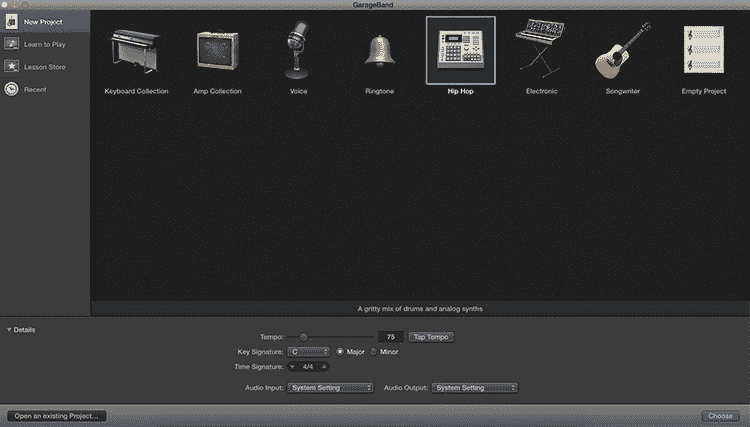 GarageBand
New Project
Learn to Play
Lesson Store
Recent
Keyboard Collection Amp Collection Voice Ringtone Hip Hop Electronic Songwriter Empty Project
A gritty mix of drums and analog synths
Details
Tempo: 75 Tap Tempo
Key Signature: C Major Minor
Time Signature: 4/4
Audio Input: System Setting Audio Output: System Setting
Open an existing Project... Choose